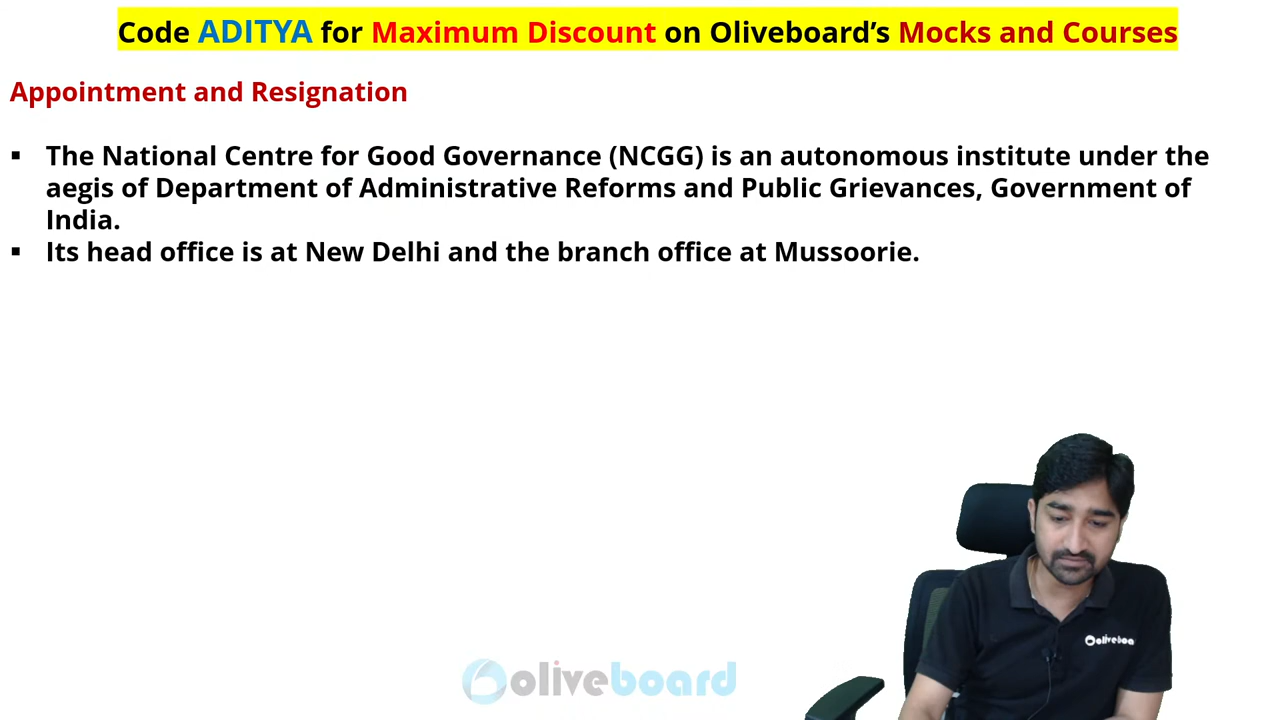 Code ADITYA for Maximum Discount on Oliveboard’s Mocks and Courses
Appointment and Resignation
▪ The National Centre for Good Governance (NCGG) is an autonomous institute under the
aegis of Department of Administrative Reforms and Public Grievances, Government of
India.
▪ Its head office is at New Delhi and the branch office at Mussoorie.
oliveboa
oliveboard